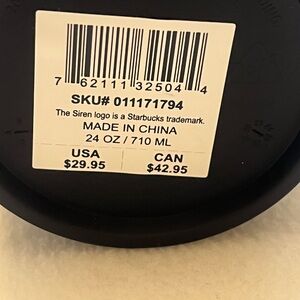 7 62111 32504 4
SKU# 011171794
The Siren logo is a Starbucks trademark.
MADE IN CHINA
24 OZ / 710 ML
USA CAN
$29.95 $42.95